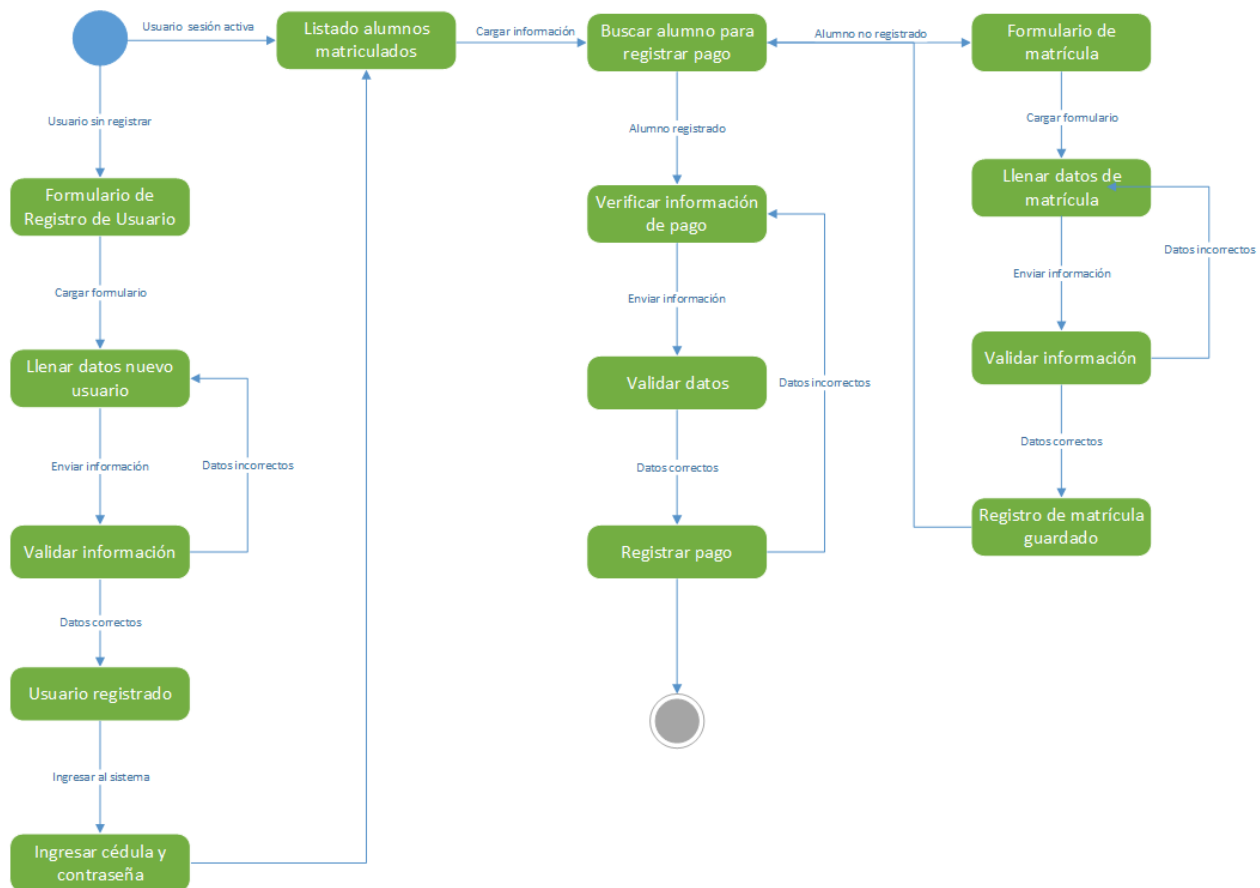 Usuario sesión activa
Listado alumnos
matriculados
Cargar información
Buscar alumno para
registrar pago
Alumno no registrado
Formulario de
matrícula
Usuario sin registrar
Alumno registrado
Cargar formulario
Formulario de
Registro de Usuario
Verificar información
de pago
Llenar datos de
matrícula
Datos incorrectos
Cargar formulario
Enviar información
Enviar información
Llenar datos nuevo
usuario
Validar datos
Datos incorrectos
Validar información
Enviar información
Datos incorrectos
Datos correctos
Datos correctos
Validar información
Registrar pago
Registro de matrícula
guardado
Datos correctos
Usuario registrado
Ingresar al sistema
Ingresar cédula y
contraseña